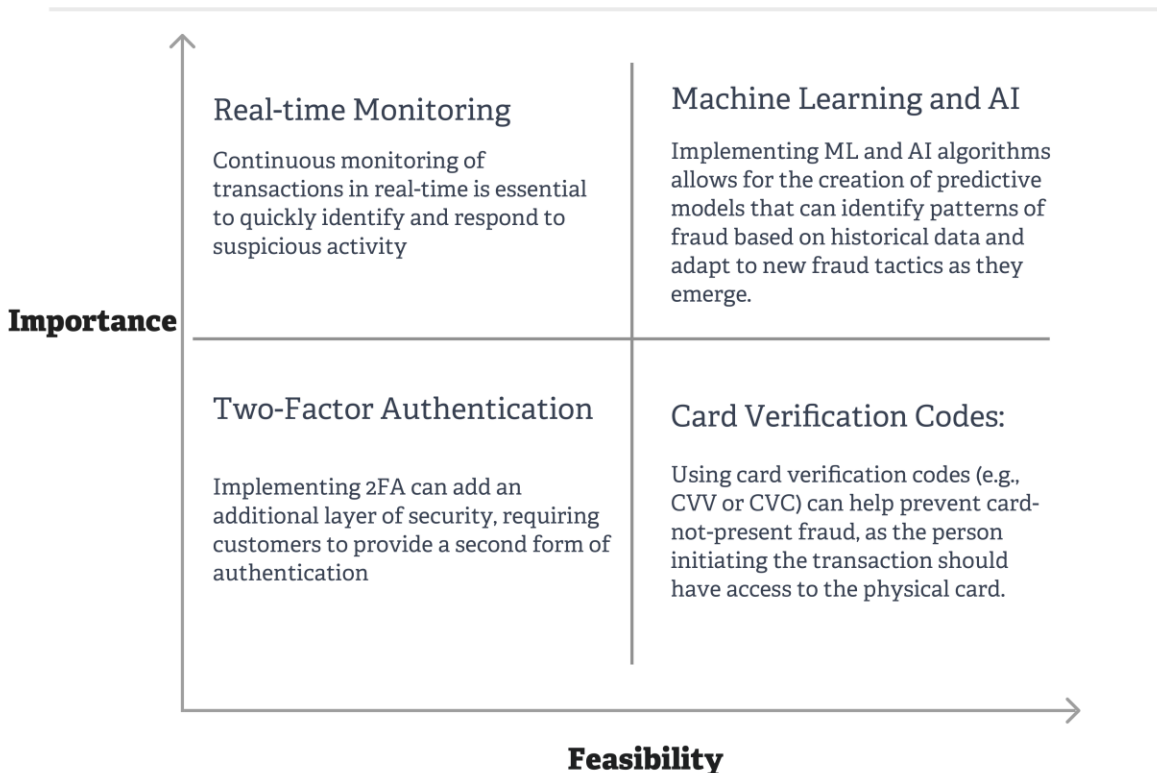 Real-time Monitoring
Continuous monitoring of
transactions in real-time is essential
to quickly identify and respond to
suspicious activity
Machine Learning and AI
Implementing ML and AI algorithms
allows for the creation of predictive
models that can identify patterns of
fraud based on historical data and
adapt to new fraud tactics as they
emerge.
Importance
Two-Factor Authentication
Implementing 2FA can add an
additional layer of security, requiring
customers to provide a second form of
authentication
Card Verification Codes:
Using card verification codes (e.g.,
CVV or CVC) can help prevent card-
not-present fraud, as the person
initiating the transaction should
have access to the physical card.
Feasibility